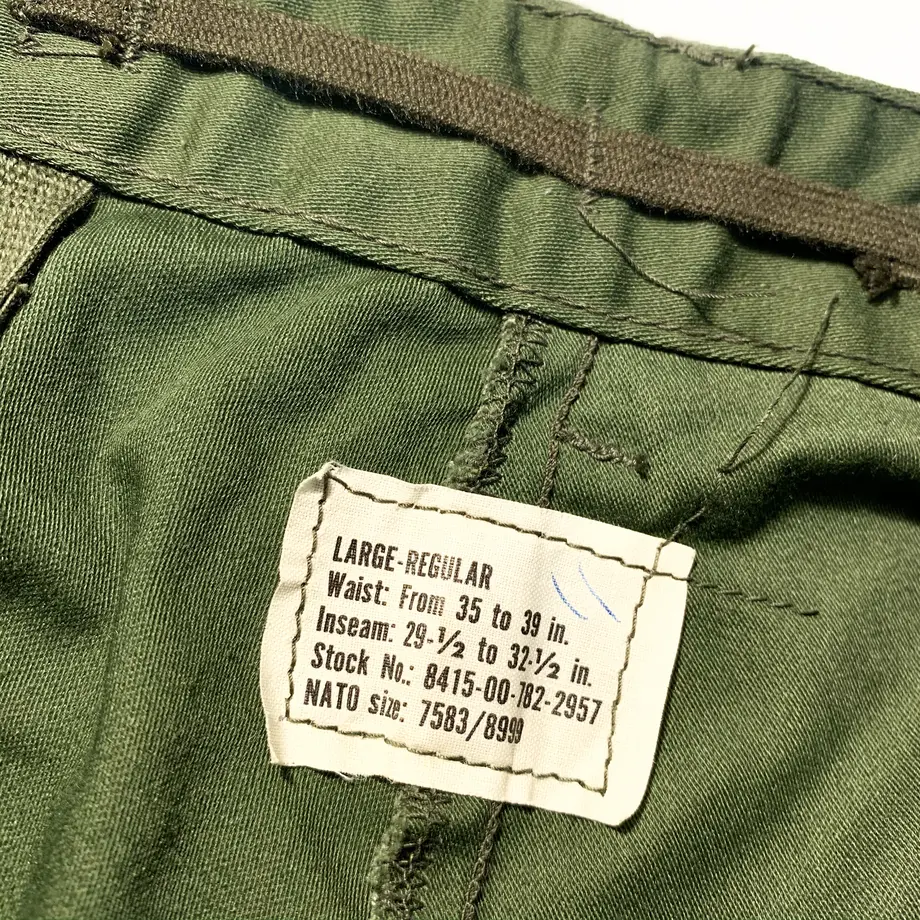 LARGE-REGULAR
Waist: From 35 to 39 in.
Inseam: 29-½ to 32-½ in.
Stock No.: 8415-00-782-2957
NATO size: 7583/8999